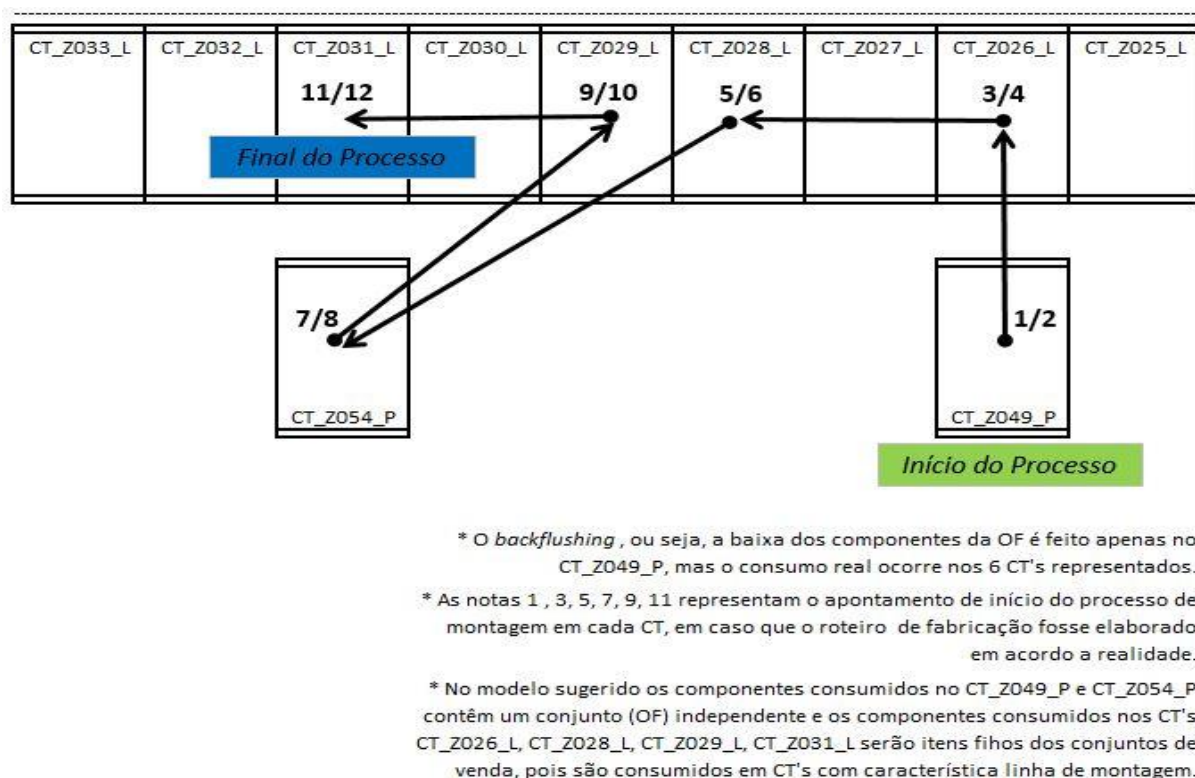 CT_Z033_L CT_Z032_L CT_Z031_L CT_Z030_L CT_Z029_L CT_Z028_L CT_Z027_L CT_Z026_L CT_Z025_L
11/12 9/10 5/6 3/4
Final do Processo
7/8 1/2
CT_Z054_P CT_Z049_P
Início do Processo
* O backflushing , ou seja, a baixa dos componentes da OF é feito apenas no
CT_Z049_P, mas o consumo real ocorre nos 6 CT's representados.
* As notas 1 , 3, 5, 7, 9, 11 representam o apontamento de início do processo de
montagem em cada CT, em caso que o roteiro de fabricação fosse elaborado
em acordo a realidade.
* No modelo sugerido os componentes consumidos no CT_Z049_P e CT_Z054_P
contêm um conjunto (OF) independente e os componentes consumidos nos CT's
CT_Z026_L, CT_Z028_L, CT_Z029_L, CT_Z031_L serão itens fihos dos conjuntos de
venda, pois são consumidos em CT's com característica linha de montagem.